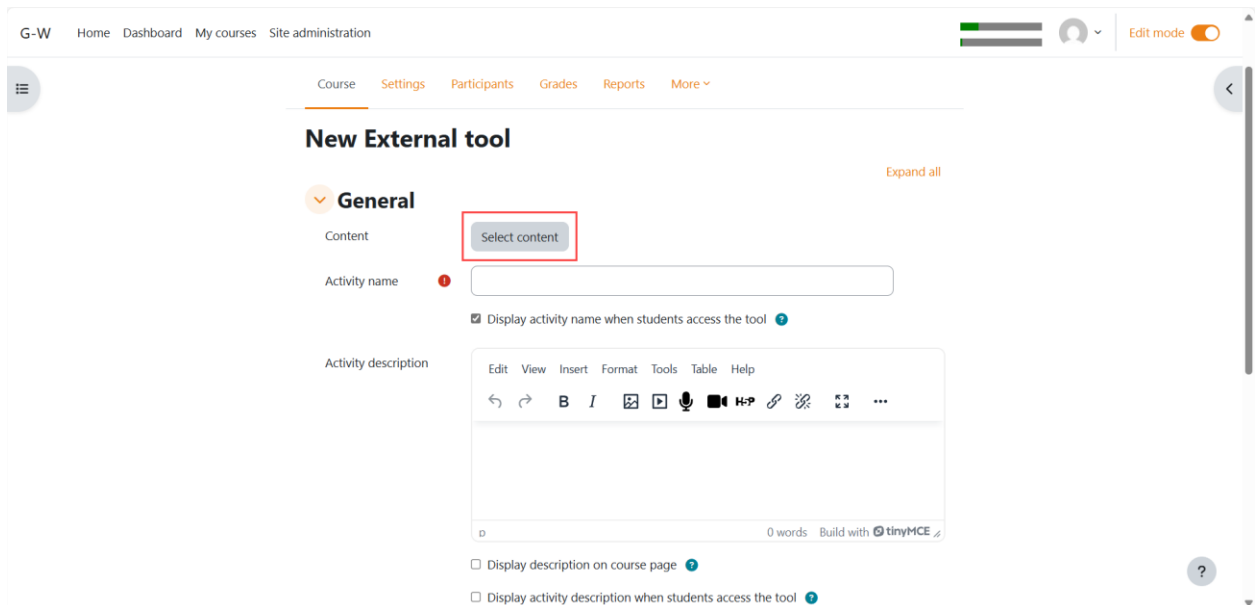 G-W Home Dashboard My courses Site administration Edit mode
Course Settings Participants Grades Reports More
New External tool
Expand all
General
Content Select content
Activity name
Display activity name when students access the tool ?
Activity description
Edit View Insert Format Tools Table Help
B I H-P
p 0 words Build with tinyMCE
Display description on course page ?
?
Display activity description when students access the tool ?